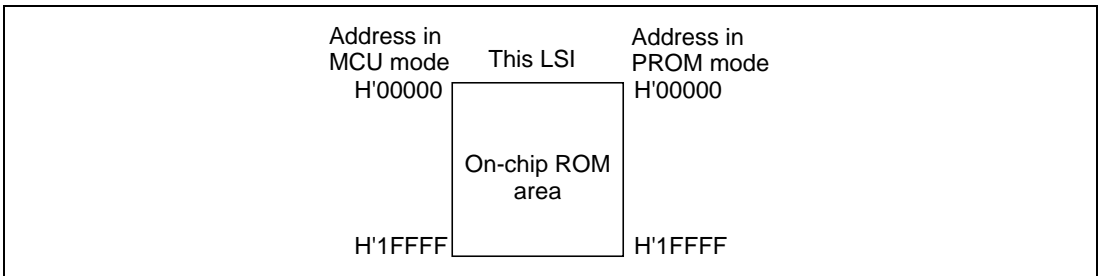 Address in
MCU mode
This LSI
Address in
PROM mode
H'00000
H'00000
On-chip ROM
area
H'1FFFF
H'1FFFF